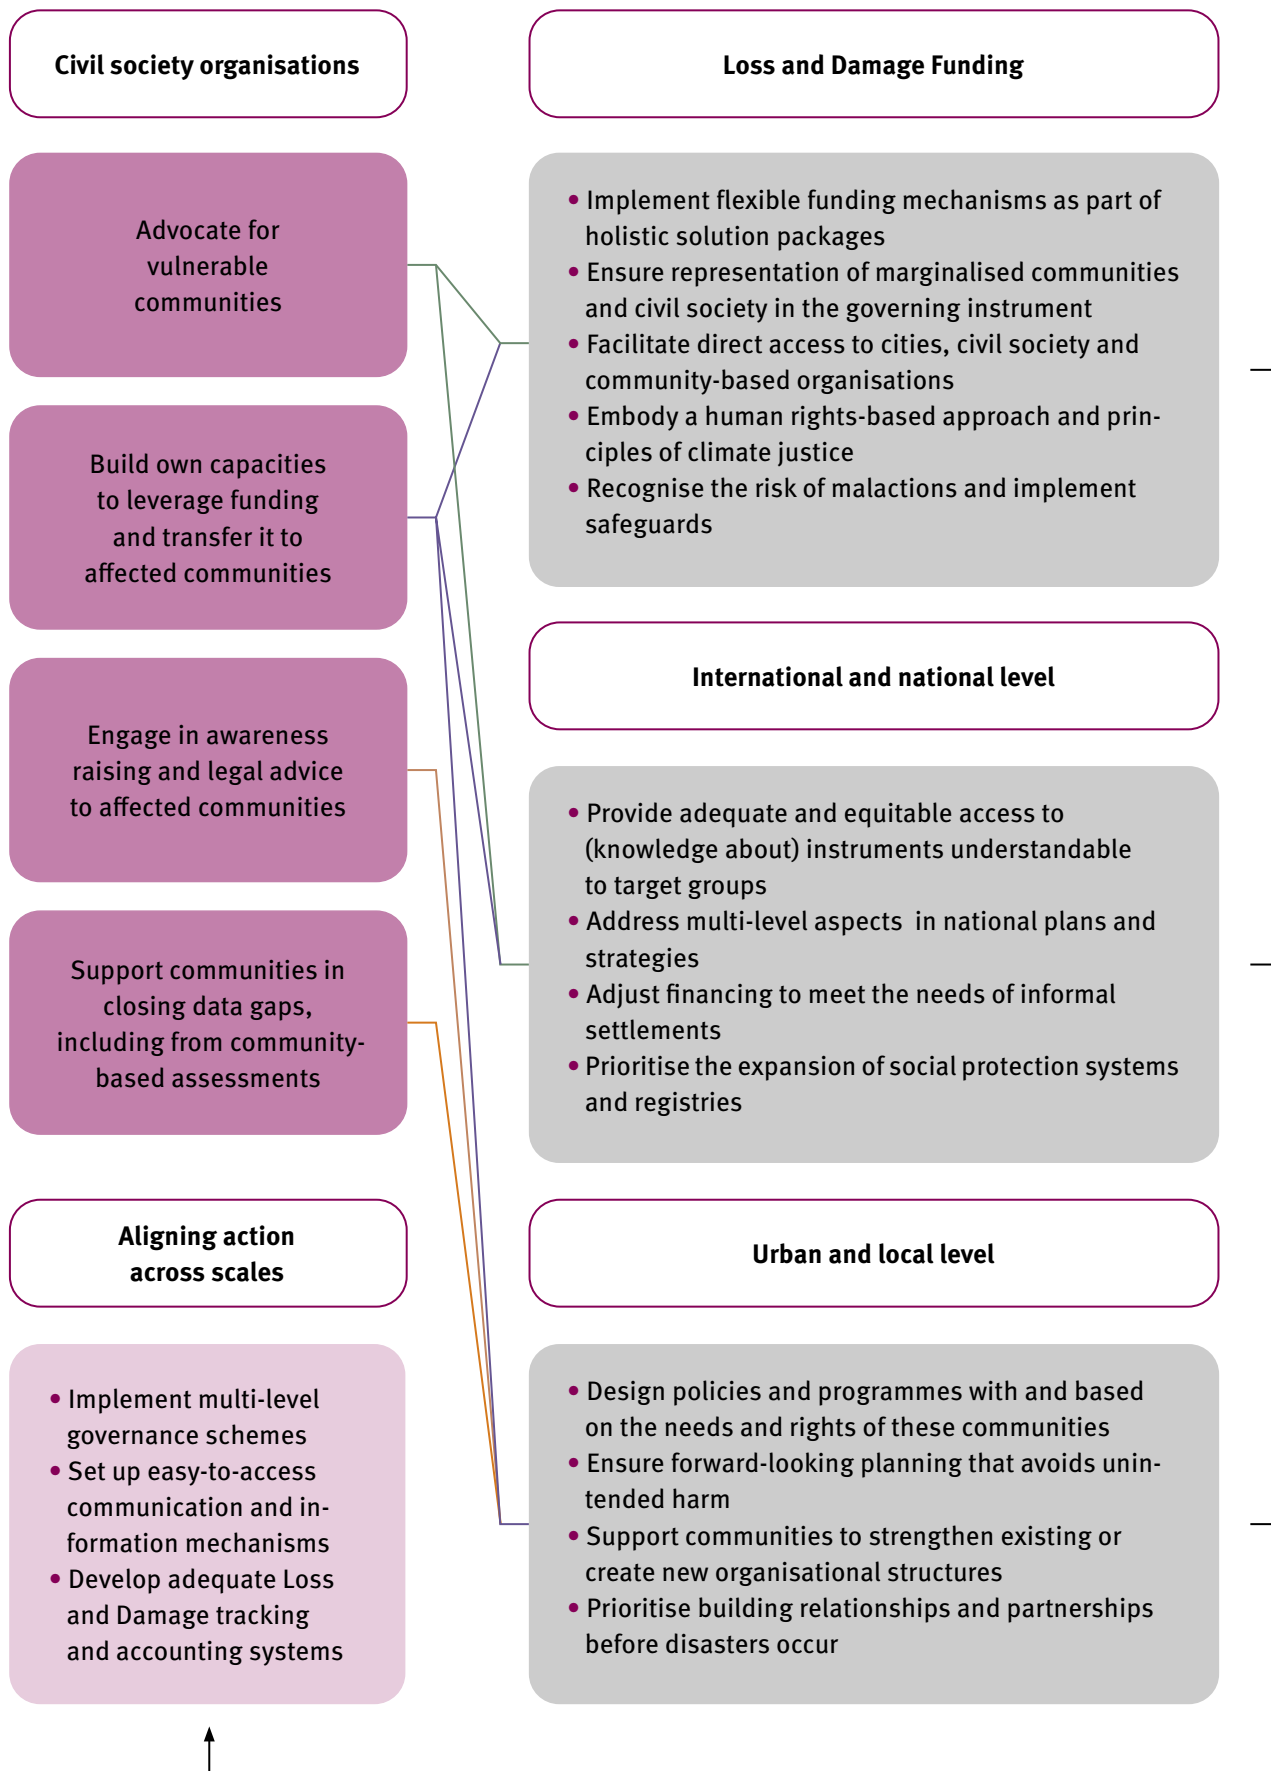 Civil society organisations
Advocate for
vulnerable
communities
Build own capacities
to leverage funding
and transfer it to
affected communities
Engage in awareness
raising and legal advice
to affected communities
Support communities in
closing data gaps,
including from community-
based assessments
Aligning action
across scales
• Implement multi-level
governance schemes
• Set up easy-to-access
communication and in-
formation mechanisms
• Develop adequate Loss
and Damage tracking
and accounting systems
Loss and Damage Funding
• Implement flexible funding mechanisms as part of
holistic solution packages
• Ensure representation of marginalised communities
and civil society in the governing instrument
• Facilitate direct access to cities, civil society and
community-based organisations
• Embody a human rights-based approach and prin-
ciples of climate justice
• Recognise the risk of malactions and implement
safeguards
International and national level
• Provide adequate and equitable access to
(knowledge about) instruments understandable
to target groups
• Address multi-level aspects in national plans and
strategies
• Adjust financing to meet the needs of informal
settlements
• Prioritise the expansion of social protection systems
and registries
Urban and local level
• Design policies and programmes with and based
on the needs and rights of these communities
• Ensure forward-looking planning that avoids unin-
tended harm
• Support communities to strengthen existing or
create new organisational structures
• Prioritise building relationships and partnerships
before disasters occur